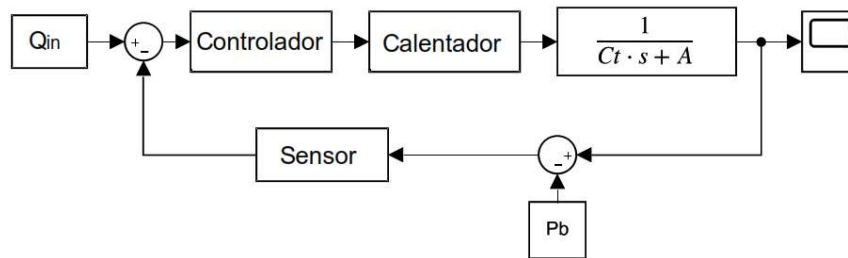 Qin
+
-
Controlador
Calentador
1
Ct · s + A
Sensor
-
+
Pb